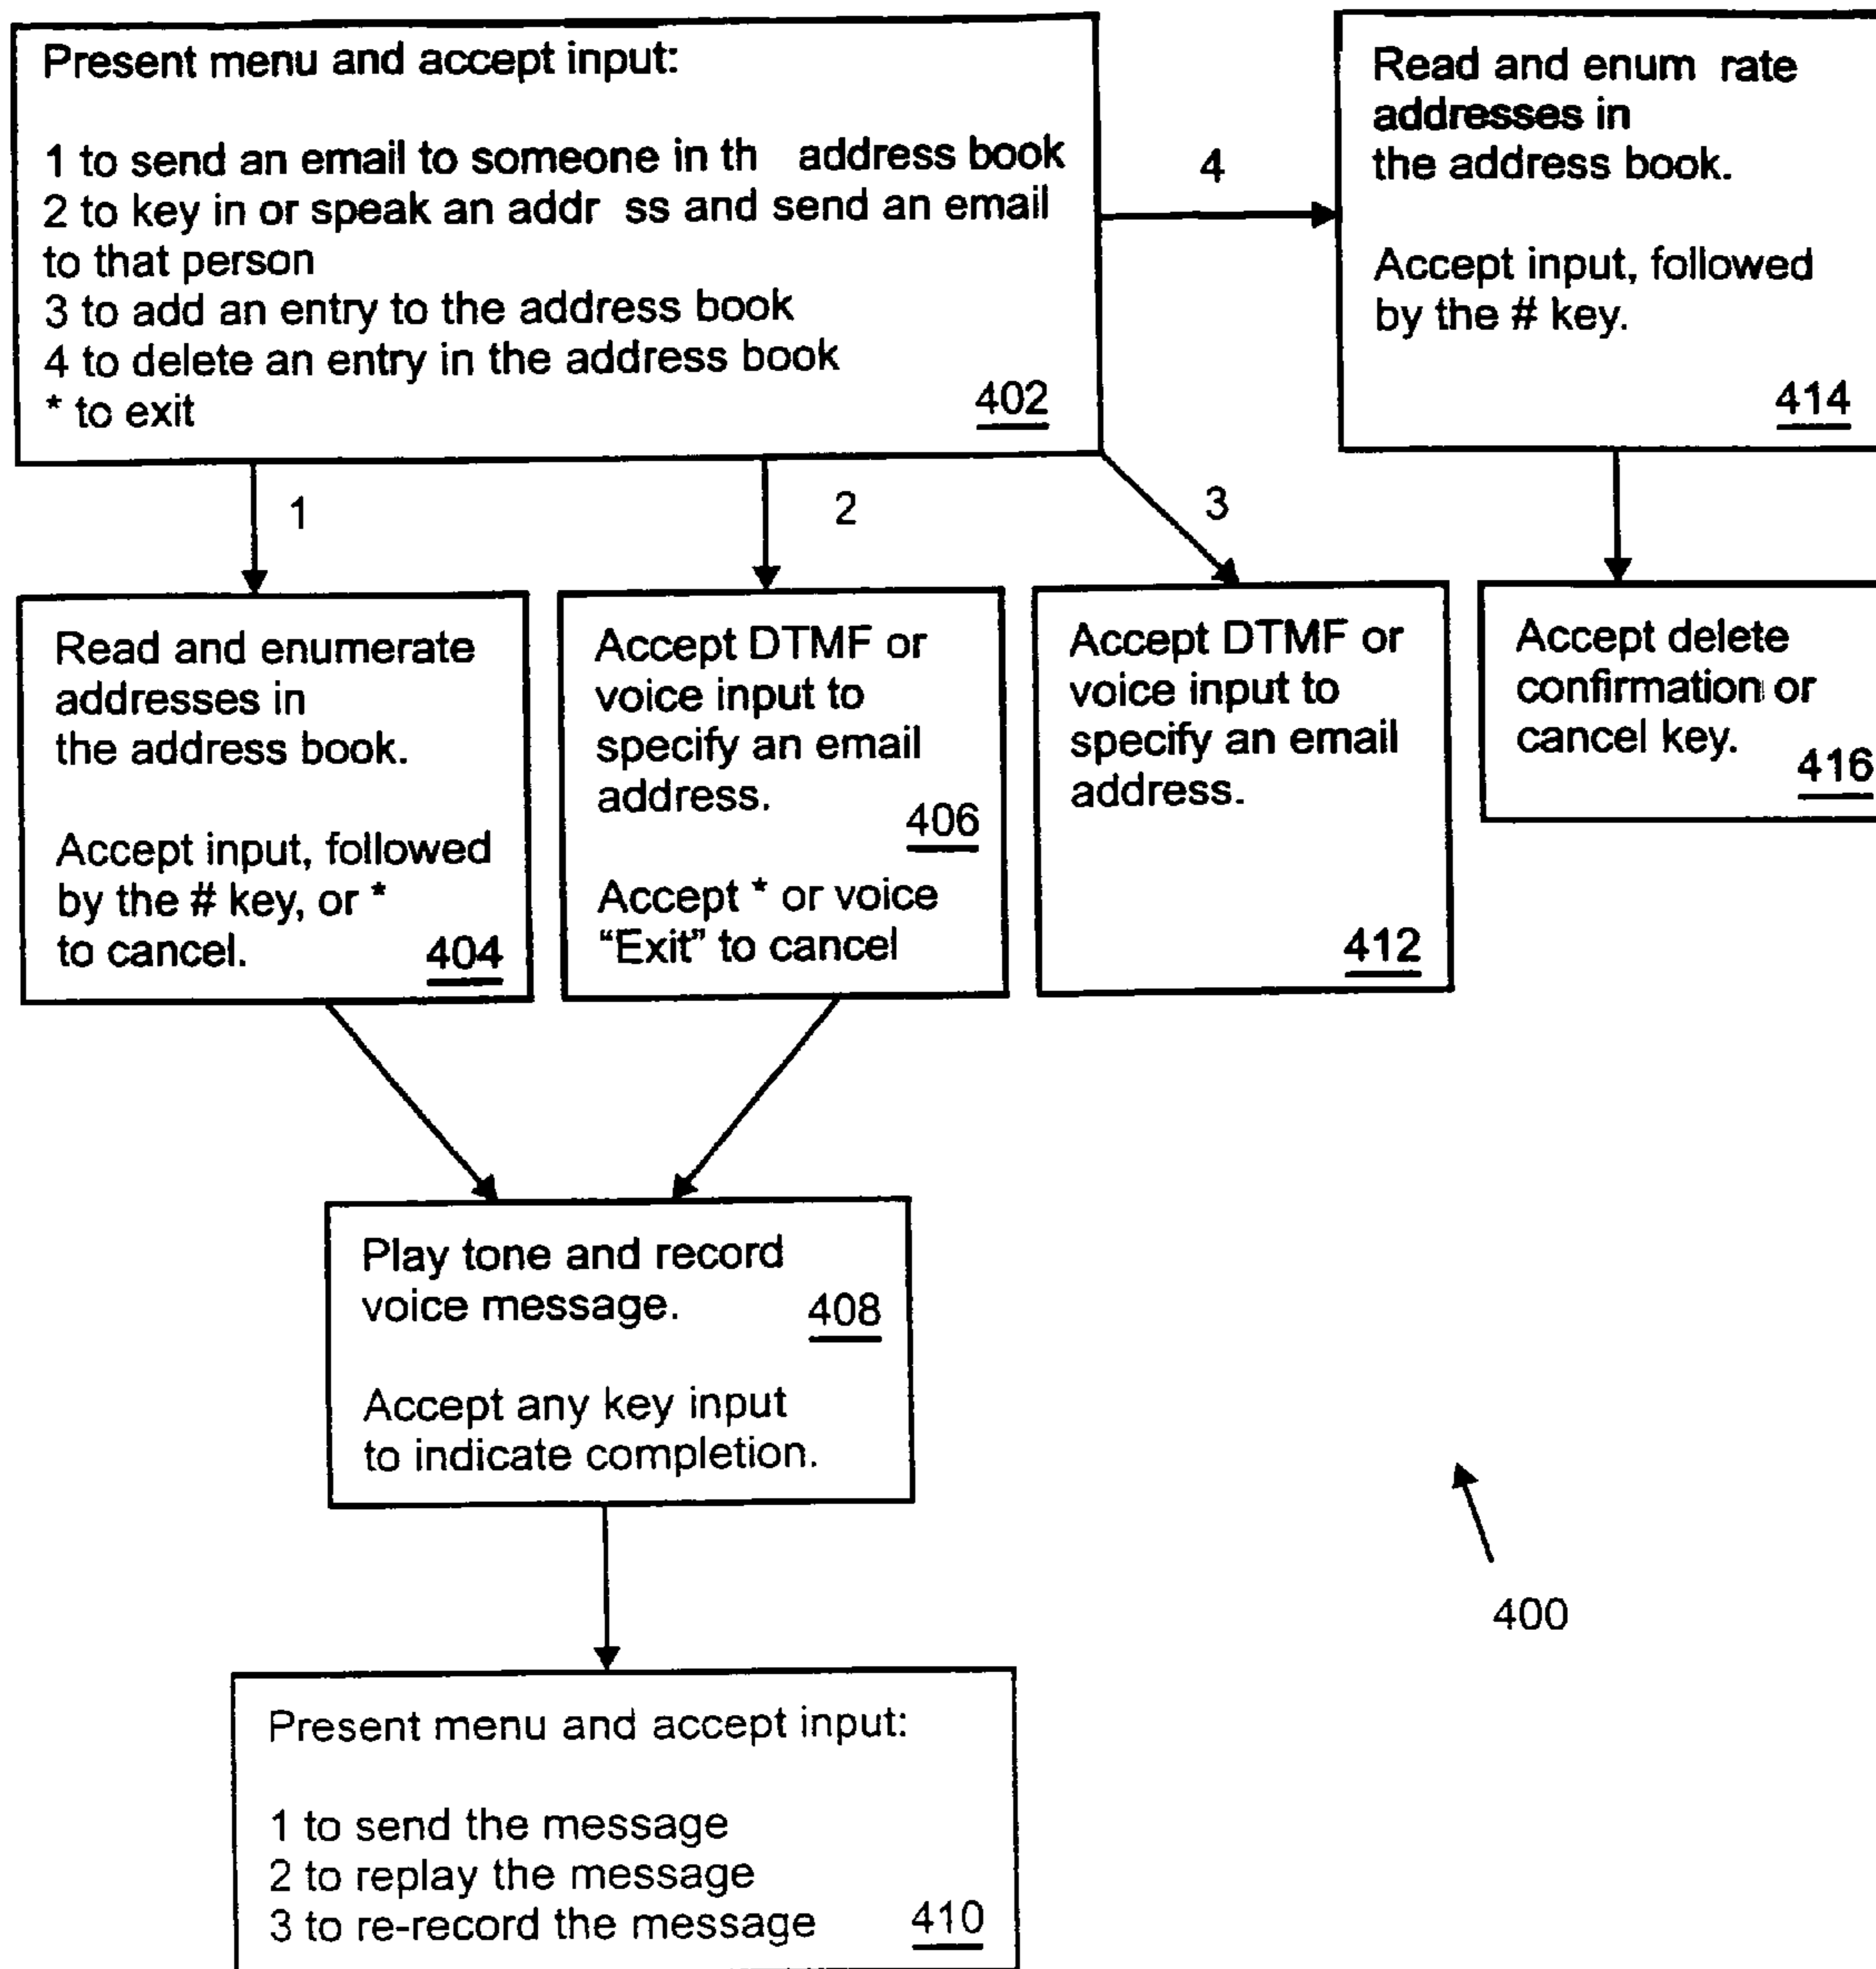 Present menu and accept input:
1 to send an email to someone in th address book
2 to key in or speak an addr ss and send an email
to that person
3 to add an entry to the address book
4 to delete an entry in the address book
* to exit
402
4
Read and enum rate
addresses in
the address book.
Accept input, followed
by the # key.
414
1
2
3
Read and enumerate
addresses in
the address book.
Accept input, followed
by the # key, or *
to cancel.
404
Accept DTMF or
voice input to
specify an email
address.
406
Accept * or voice
“Exit” to cancel
Accept DTMF or
voice input to
specify an email
address.
412
Accept delete
confirmation or
cancel key.
416
Play tone and record
voice message.
408
Accept any key input
to indicate completion.
400
Present menu and accept input:
1 to send the message
2 to replay the message
3 to re-record the message
410